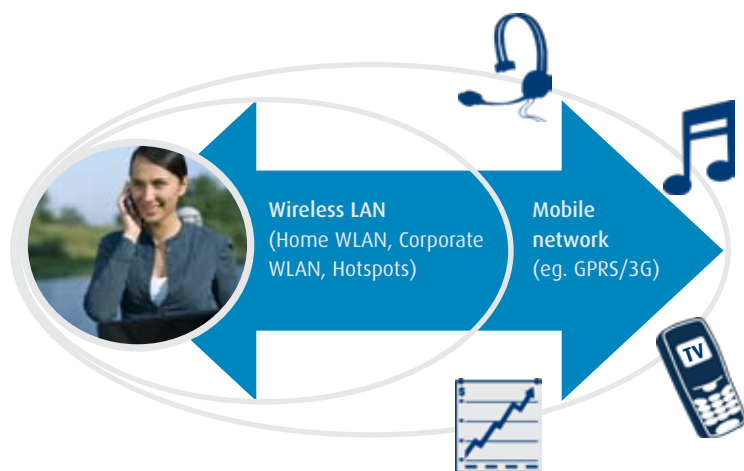 Wireless LAN
(Home WLAN, Corporate
WLAN, Hotspots)
Mobile
network
(eg. GPRS/3G)
TV
$